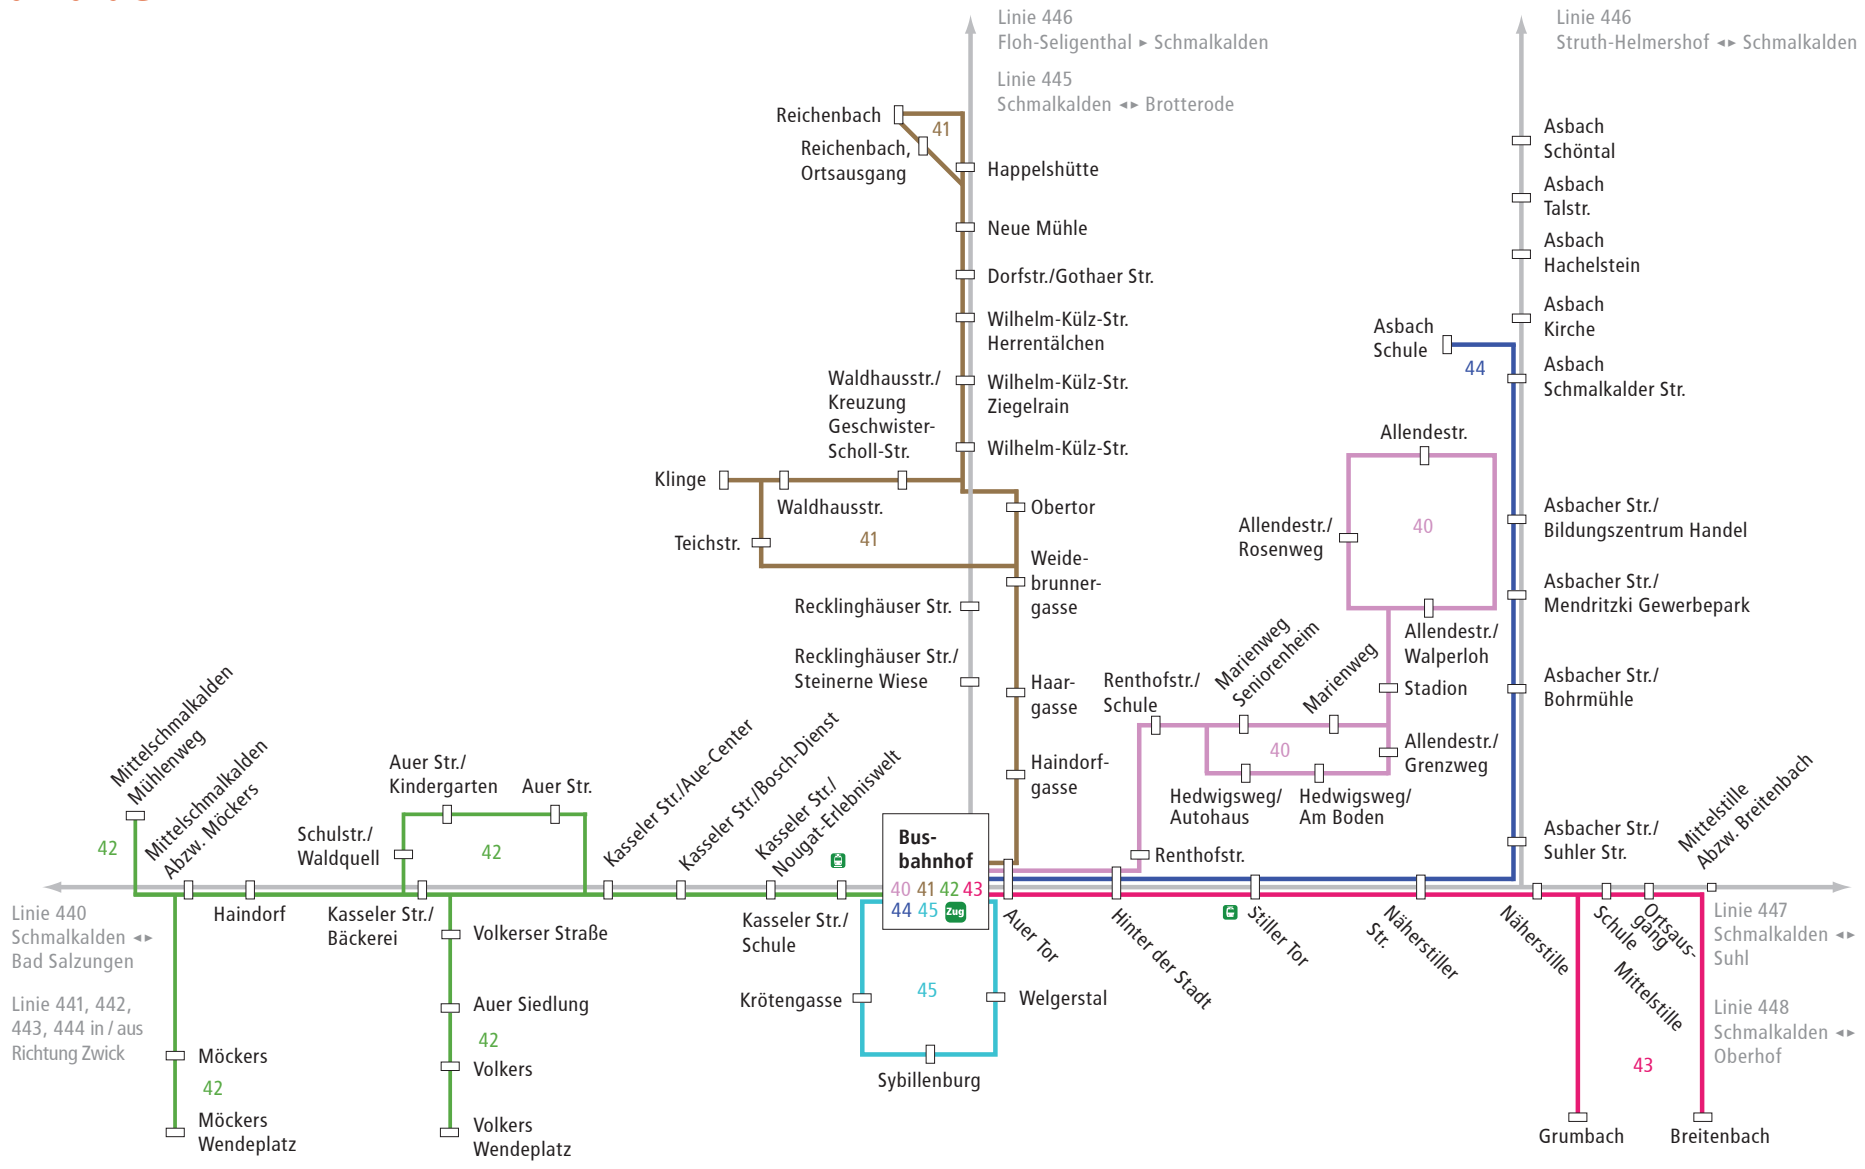 Linie 446
Floh-Seligenthal ▸ Schmalkalden
Linie 445
Schmalkalden ◂▸ Brotterode
Linie 446
Struth-Helmershof ◂▸ Schmalkalden
Reichenbach
41
Reichenbach,
Ortsausgang
Happelshütte
Neue Mühle
Dorfstr./Gothaer Str.
Wilhelm-Külz-Str.
Herrentälchen
Waldhausstr./
Kreuzung
Geschwister-
Scholl-Str.
Wilhelm-Külz-Str.
Ziegelrain
Wilhelm-Külz-Str.
Klinge
Waldhausstr.
Teichstr.
41
Obertor
Weide-
brunner-
gasse
Recklinghäuser Str.
Recklinghäuser Str./
Steinerne Wiese
Haar-
gasse
Haindorf-
gasse
Asbach
Schöntal
Asbach
Talstr.
Asbach
Hachelstein
Asbach
Kirche
Asbach
Schule
44
Asbach
Schmalkalder Str.
Allendestr.
Allendestr./
Rosenweg
40
Asbacher Str./
Bildungszentrum Handel
Asbacher Str./
Mendritzki Gewerbepark
Allendestr./
Walperloh
Stadion
Asbacher Str./
Bohrmühle
Renthofstr./
Schule
Marienweg
Seniorenheim
Marienweg
40
Allendestr./
Grenzweg
Hedwigsweg/
Autohaus
Hedwigsweg/
Am Boden
Renthofstr.
Asbacher Str./
Suhler Str.
Mittelstille
Abzw. Breitenbach
Mittelschmalkalden
Mühlenweg
42
Mittelschmalkalden
Abzw. Möckers
Auer Str./
Kindergarten
Auer Str.
Schulstr./
Waldquell
42
Kasseler Str./Aue-Center
Kasseler Str./Bosch-Dienst
Kasseler Str./
Nougat-Erlebniswelt
Bus-
bahnhof
40 41 42 43
44 45 Zug
Linie 440
Schmalkalden ◂▸
Bad Salzungen
Linie 441, 442,
443, 444 in / aus
Richtung Zwick
Haindorf
Kasseler Str./
Bäckerei
Volkerser Straße
Auer Siedlung
42
Volkers
Volkers
Wendeplatz
Möckers
42
Möckers
Wendeplatz
Kasseler Str./
Schule
Krötengasse
45
Welgerstal
Sybillenburg
Auer Tor
Hinter der Stadt
Stiller Tor
Näherstiller
Str.
Näherstille
Schule
Ortsaus-
gang
Mittelstille
43
Grumbach
Breitenbach
Linie 447
Schmalkalden ◂▸
Suhl
Linie 448
Schmalkalden ◂▸
Oberhof